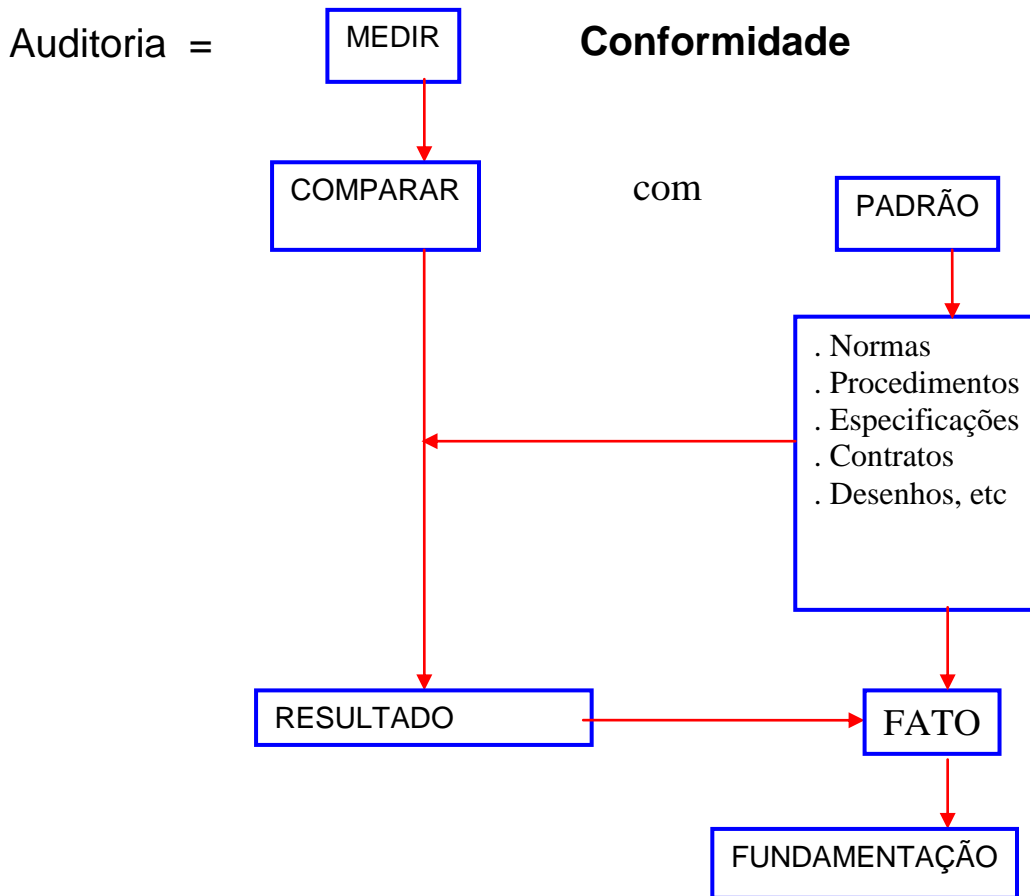 Auditoria = MEDIR Conformidade
COMPARAR com PADRÃO
. Normas
. Procedimentos
. Especificações
. Contratos
. Desenhos, etc
RESULTADO FATO
FUNDAMENTAÇÃO